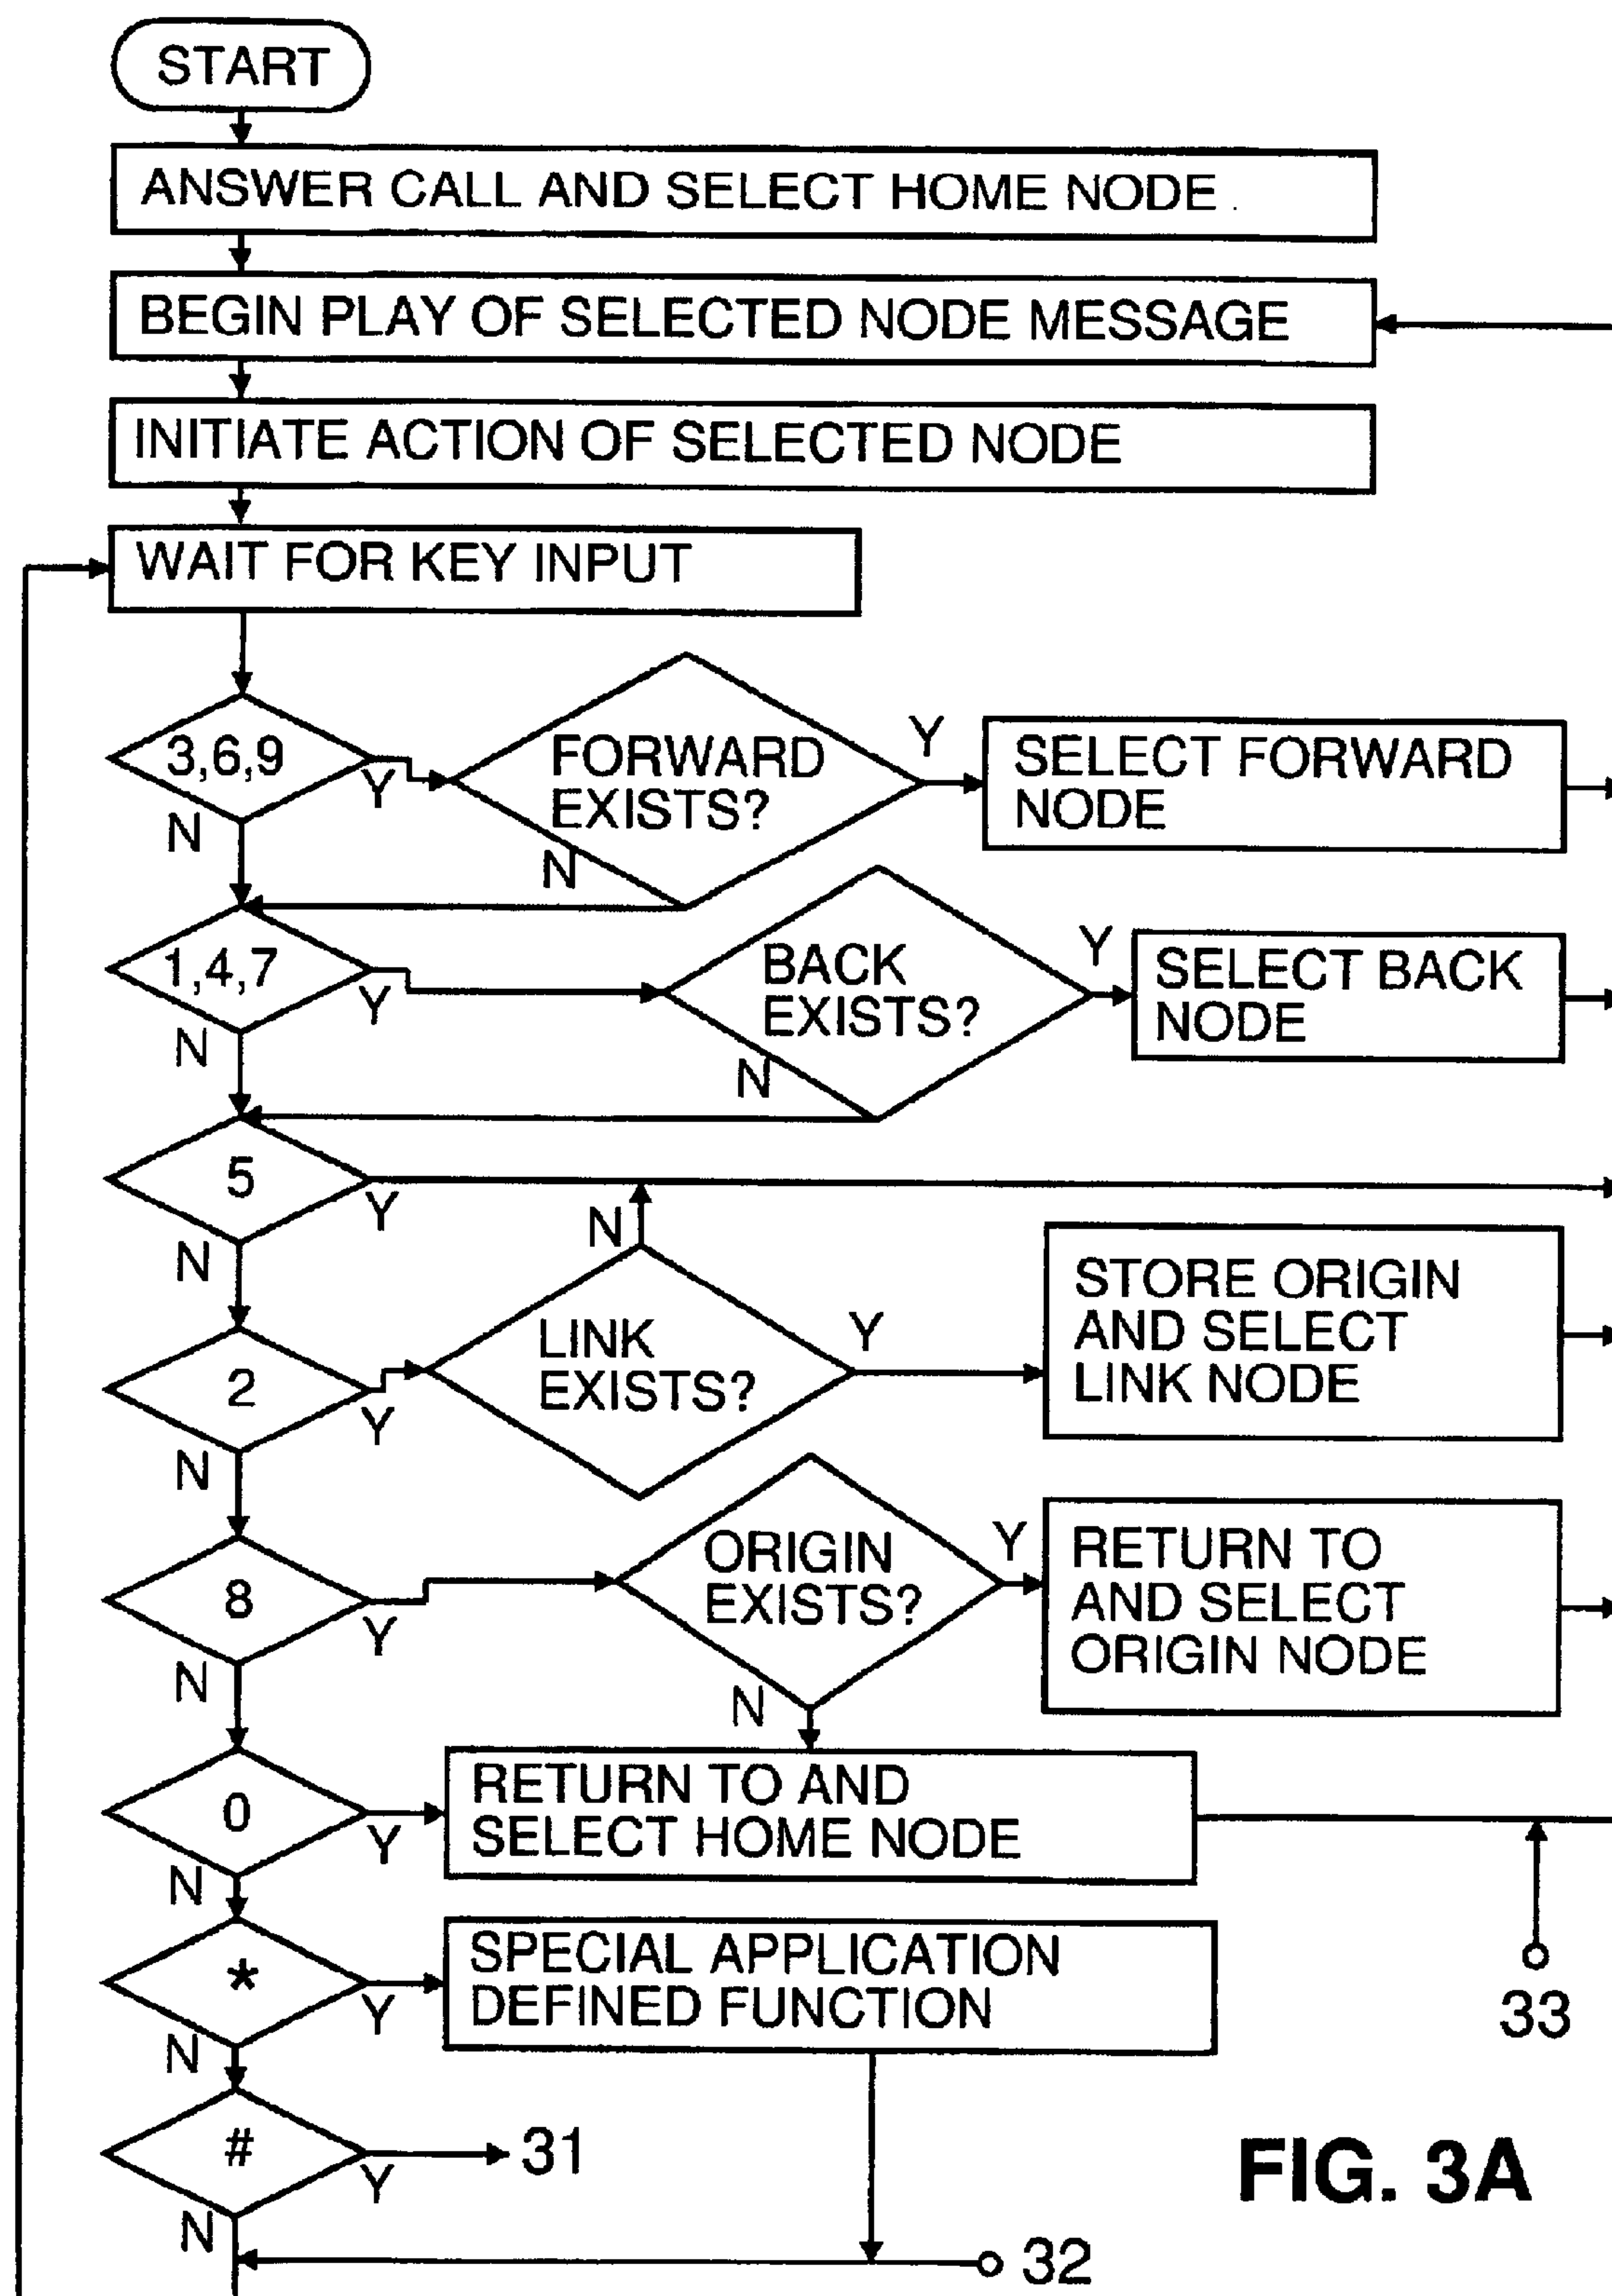 START
ANSWER CALL AND SELECT HOME NODE
BEGIN PLAY OF SELECTED NODE MESSAGE
INITIATE ACTION OF SELECTED NODE
WAIT FOR KEY INPUT
3,6,9
Y
N
FORWARD
EXISTS?
Y
N
SELECT FORWARD
NODE
1,4,7
Y
N
BACK
EXISTS?
Y
N
SELECT BACK
NODE
5
Y
N
2
Y
N
LINK
EXISTS?
N
Y
STORE ORIGIN
AND SELECT
LINK NODE
8
Y
N
ORIGIN
EXISTS?
Y
N
RETURN TO
AND SELECT
ORIGIN NODE
0
Y
N
RETURN TO AND
SELECT HOME NODE
33
*
Y
N
SPECIAL APPLICATION
DEFINED FUNCTION
#
Y
N
31
32
FIG. 3A